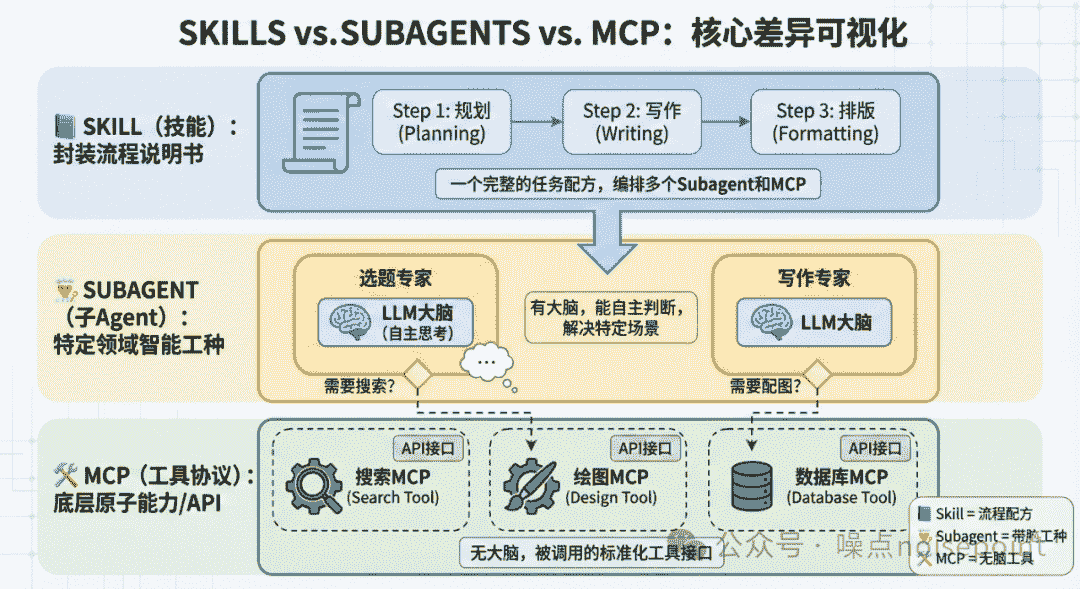 SKILLS vs.SUBAGENTS vs. MCP：核心差异可视化
SKILL（技能）：
封装流程说明书
Step 1: 规划
(Planning)
Step 2: 写作
(Writing)
Step 3: 排版
(Formatting)
一个完整的任务配方，编排多个Subagent和MCP
SUBAGENT
（子Agent）：
特定领域智能工种
选题专家
LLM大脑
（自主思考）
...
需要搜索？
有大脑，能自主判断，
解决特定场景
写作专家
LLM大脑
需要配图？
MCP（工具协议）：
底层原子能力/API
API接口
搜索MCP
(Search Tool)
API接口
绘图MCP
(Design Tool)
API接口
数据库MCP
(Database Tool)
无大脑，被调用的标准化工具接口
Skill = 流程配方
Subagent = 带脑工种
MCP = 无脑工具
公众号 · 噪点noisepoint